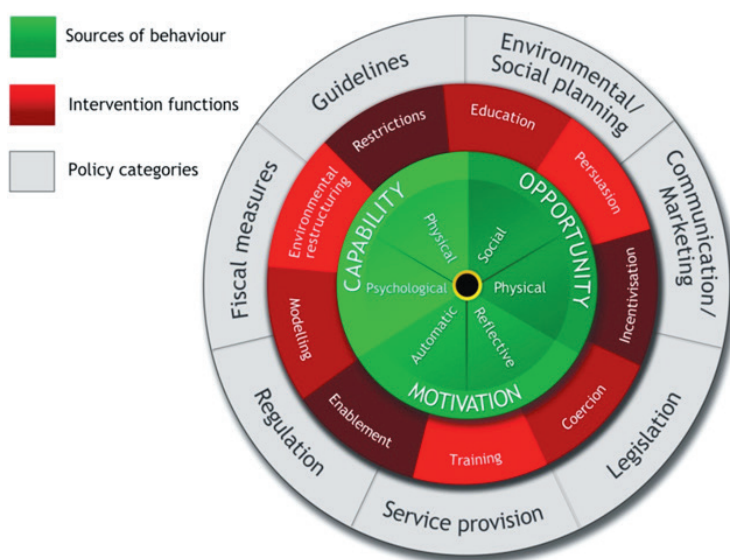 Sources of behaviour
Intervention functions
Policy categories
Guidelines
Environmental/
Social planning
Communication/
Marketing
Legislation
Service provision
Regulation
Fiscal measures
Restrictions
Education
Persuasion
Incentivisation
Coercion
Training
Enablement
Modelling
Environmental
restructuring
CAPABILITY
OPPORTUNITY
MOTIVATION
Physical
Social
Physical
Reflective
Automatic
Psychological